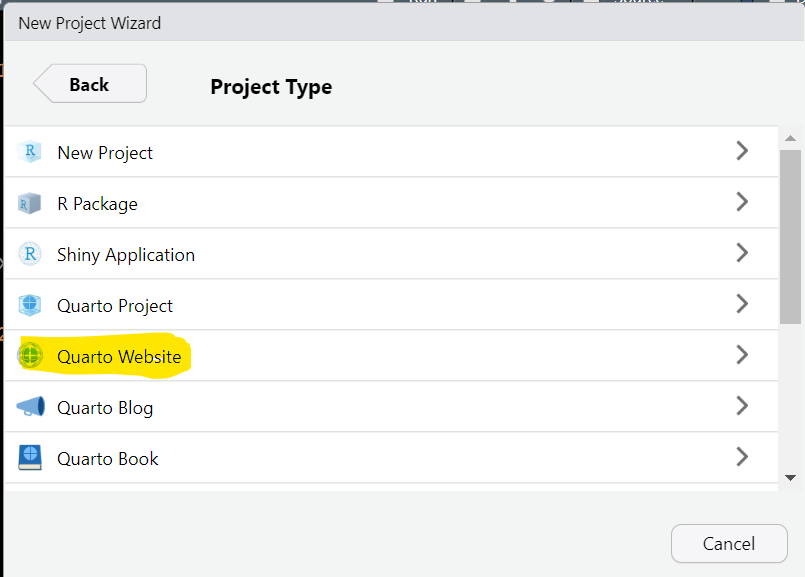 New Project Wizard
Back
Project Type
R New Project
R R Package
R Shiny Application
Quarto Project
Quarto Website
Quarto Blog
Quarto Book
Cancel